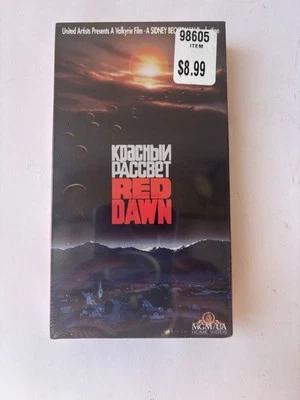 United Artists Presents A Valkyrie Film · A SIDNEY BECKERMAN Production
98605
ITEM
$8.99
КРАСНЫЙ
РАССВЕТ
RED
DAWN
MGM/UA
HOME VIDEO